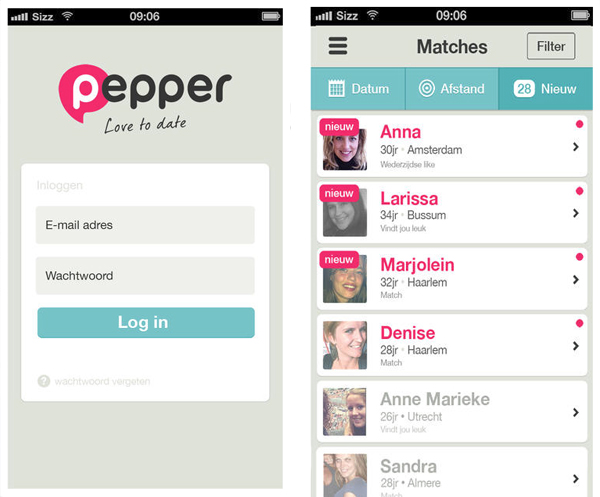 Sizz 09:06
pepper
Love to date
Inloggen
E-mail adres
Wachtwoord
Log in
? wachtwoord vergeten
Sizz 09:06
Matches
Filter
Datum
Afstand
28 Nieuw
nieuw
Anna
30jr • Amsterdam
Wederzijdse like
nieuw
Larissa
34jr • Bussum
Vindt jou leuk
nieuw
Marjolein
32jr • Haarlem
Match
Denise
28jr • Haarlem
Match
Anne Marieke
26jr • Utrecht
Vindt jou leuk
Sandra
28jr • Almere
Match